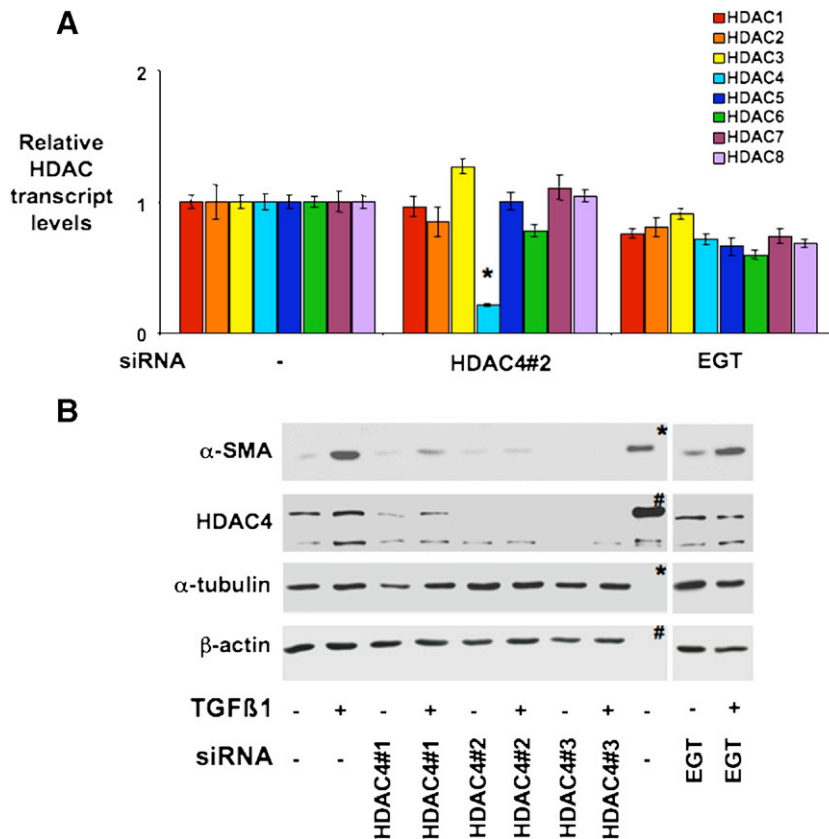 A
HDAC1
HDAC2
HDAC3
HDAC4
HDAC5
HDAC6
HDAC7
HDAC8
2
Relative
HDAC
transcript
levels
1
*
0
siRNA - HDAC4#2 EGT
B
α-SMA *
HDAC4 #
α-tubulin *
β-actin #
TGFß1 - + - + - + - + - - +
siRNA - - HDAC4#1 HDAC4#1 HDAC4#2 HDAC4#2 HDAC4#3 HDAC4#3 - EGT EGT